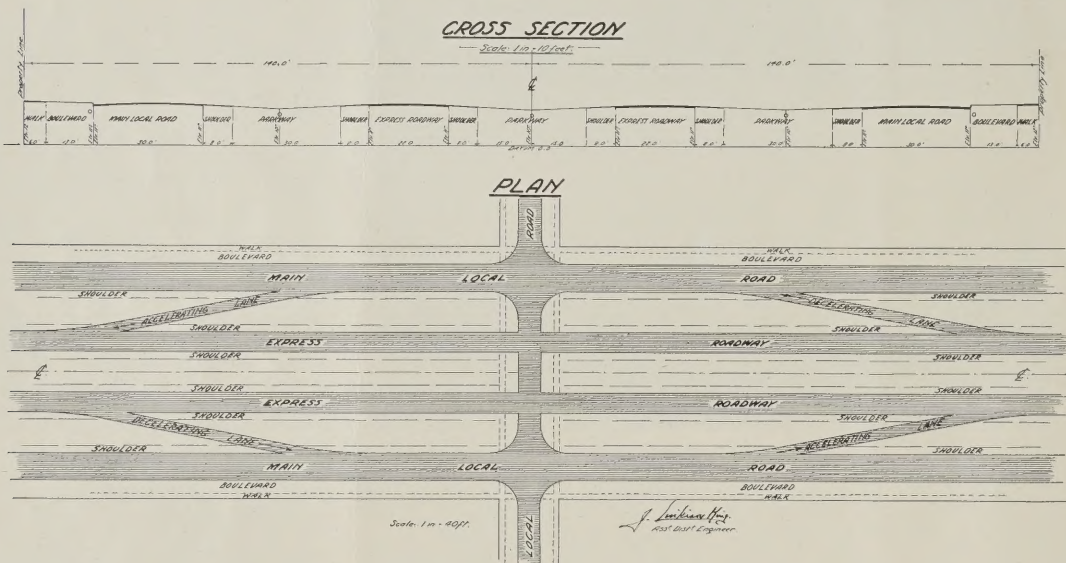 CROSS SECTION
Scale: 1 in - 10 feet.
Property Line
140.0'
℄
140.0'
Property Line
WALK BOULEVARD MAIN LOCAL ROAD SHOULDER PARKWAY SHOULDER EXPRESS ROADWAY SHOULDER PARKWAY SHOULDER EXPRESS ROADWAY SHOULDER PARKWAY SHOULDER MAIN LOCAL ROAD BOULEVARD WALK
PLAN
ROAD
WALK WALK
BOULEVARD BOULEVARD
MAIN LOCAL ROAD
SHOULDER SHOULDER
ACCELERATING LANE DECELERATING LANE
SHOULDER SHOULDER
EXPRESS ROADWAY
SHOULDER SHOULDER
℄ ℄
SHOULDER SHOULDER
EXPRESS ROADWAY
SHOULDER SHOULDER
DECELERATING LANE ACCELERATING LANE
SHOULDER SHOULDER
MAIN LOCAL ROAD
BOULEVARD BOULEVARD
WALK WALK
Scale: 1 in - 40 ft.
LOCAL
J.
Ass't Dist Engineer